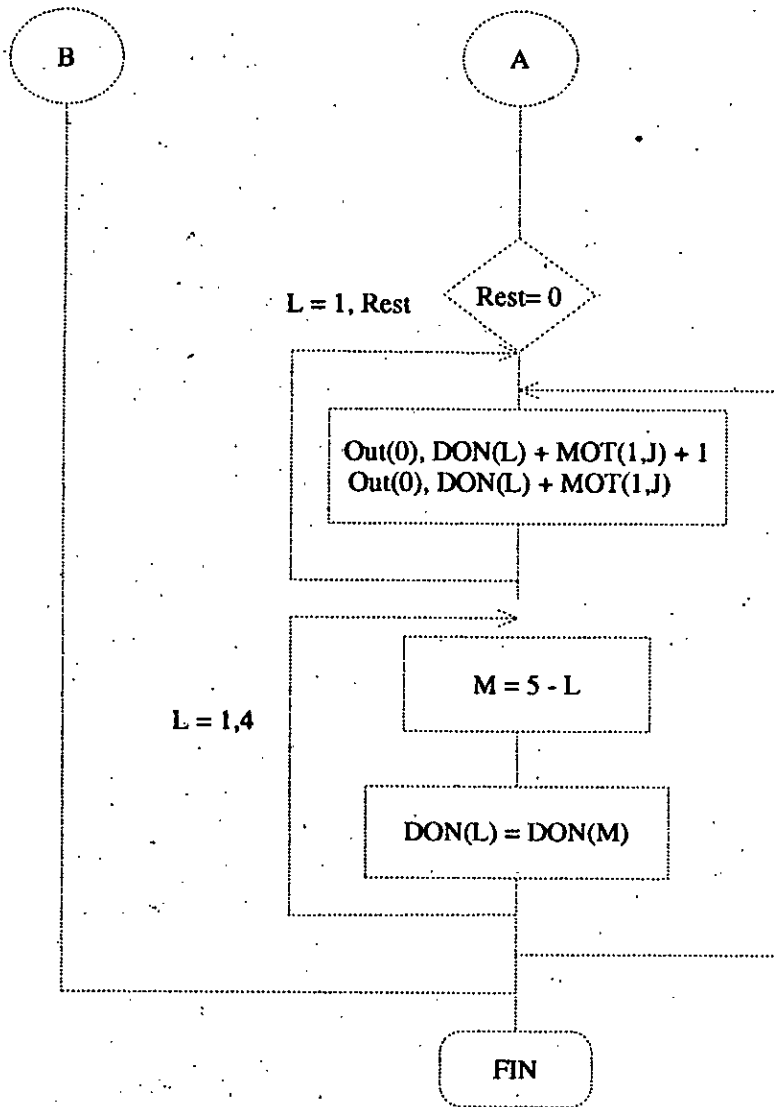 B
A
Rest= 0
L = 1, Rest
Out(0), DON(L) + MOT(1,J) + 1
Out(0), DON(L) + MOT(1,J)
M = 5 - L
L = 1,4
DON(L) = DON(M)
FIN